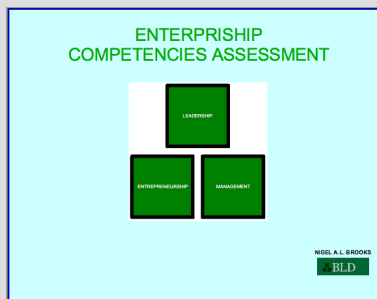 ENTERPRISHIP
COMPETENCIES ASSESSMENT
LEADERSHIP
ENTREPRENEURSHIP
MANAGEMENT
NIGEL A.L. BROOKS
BLD